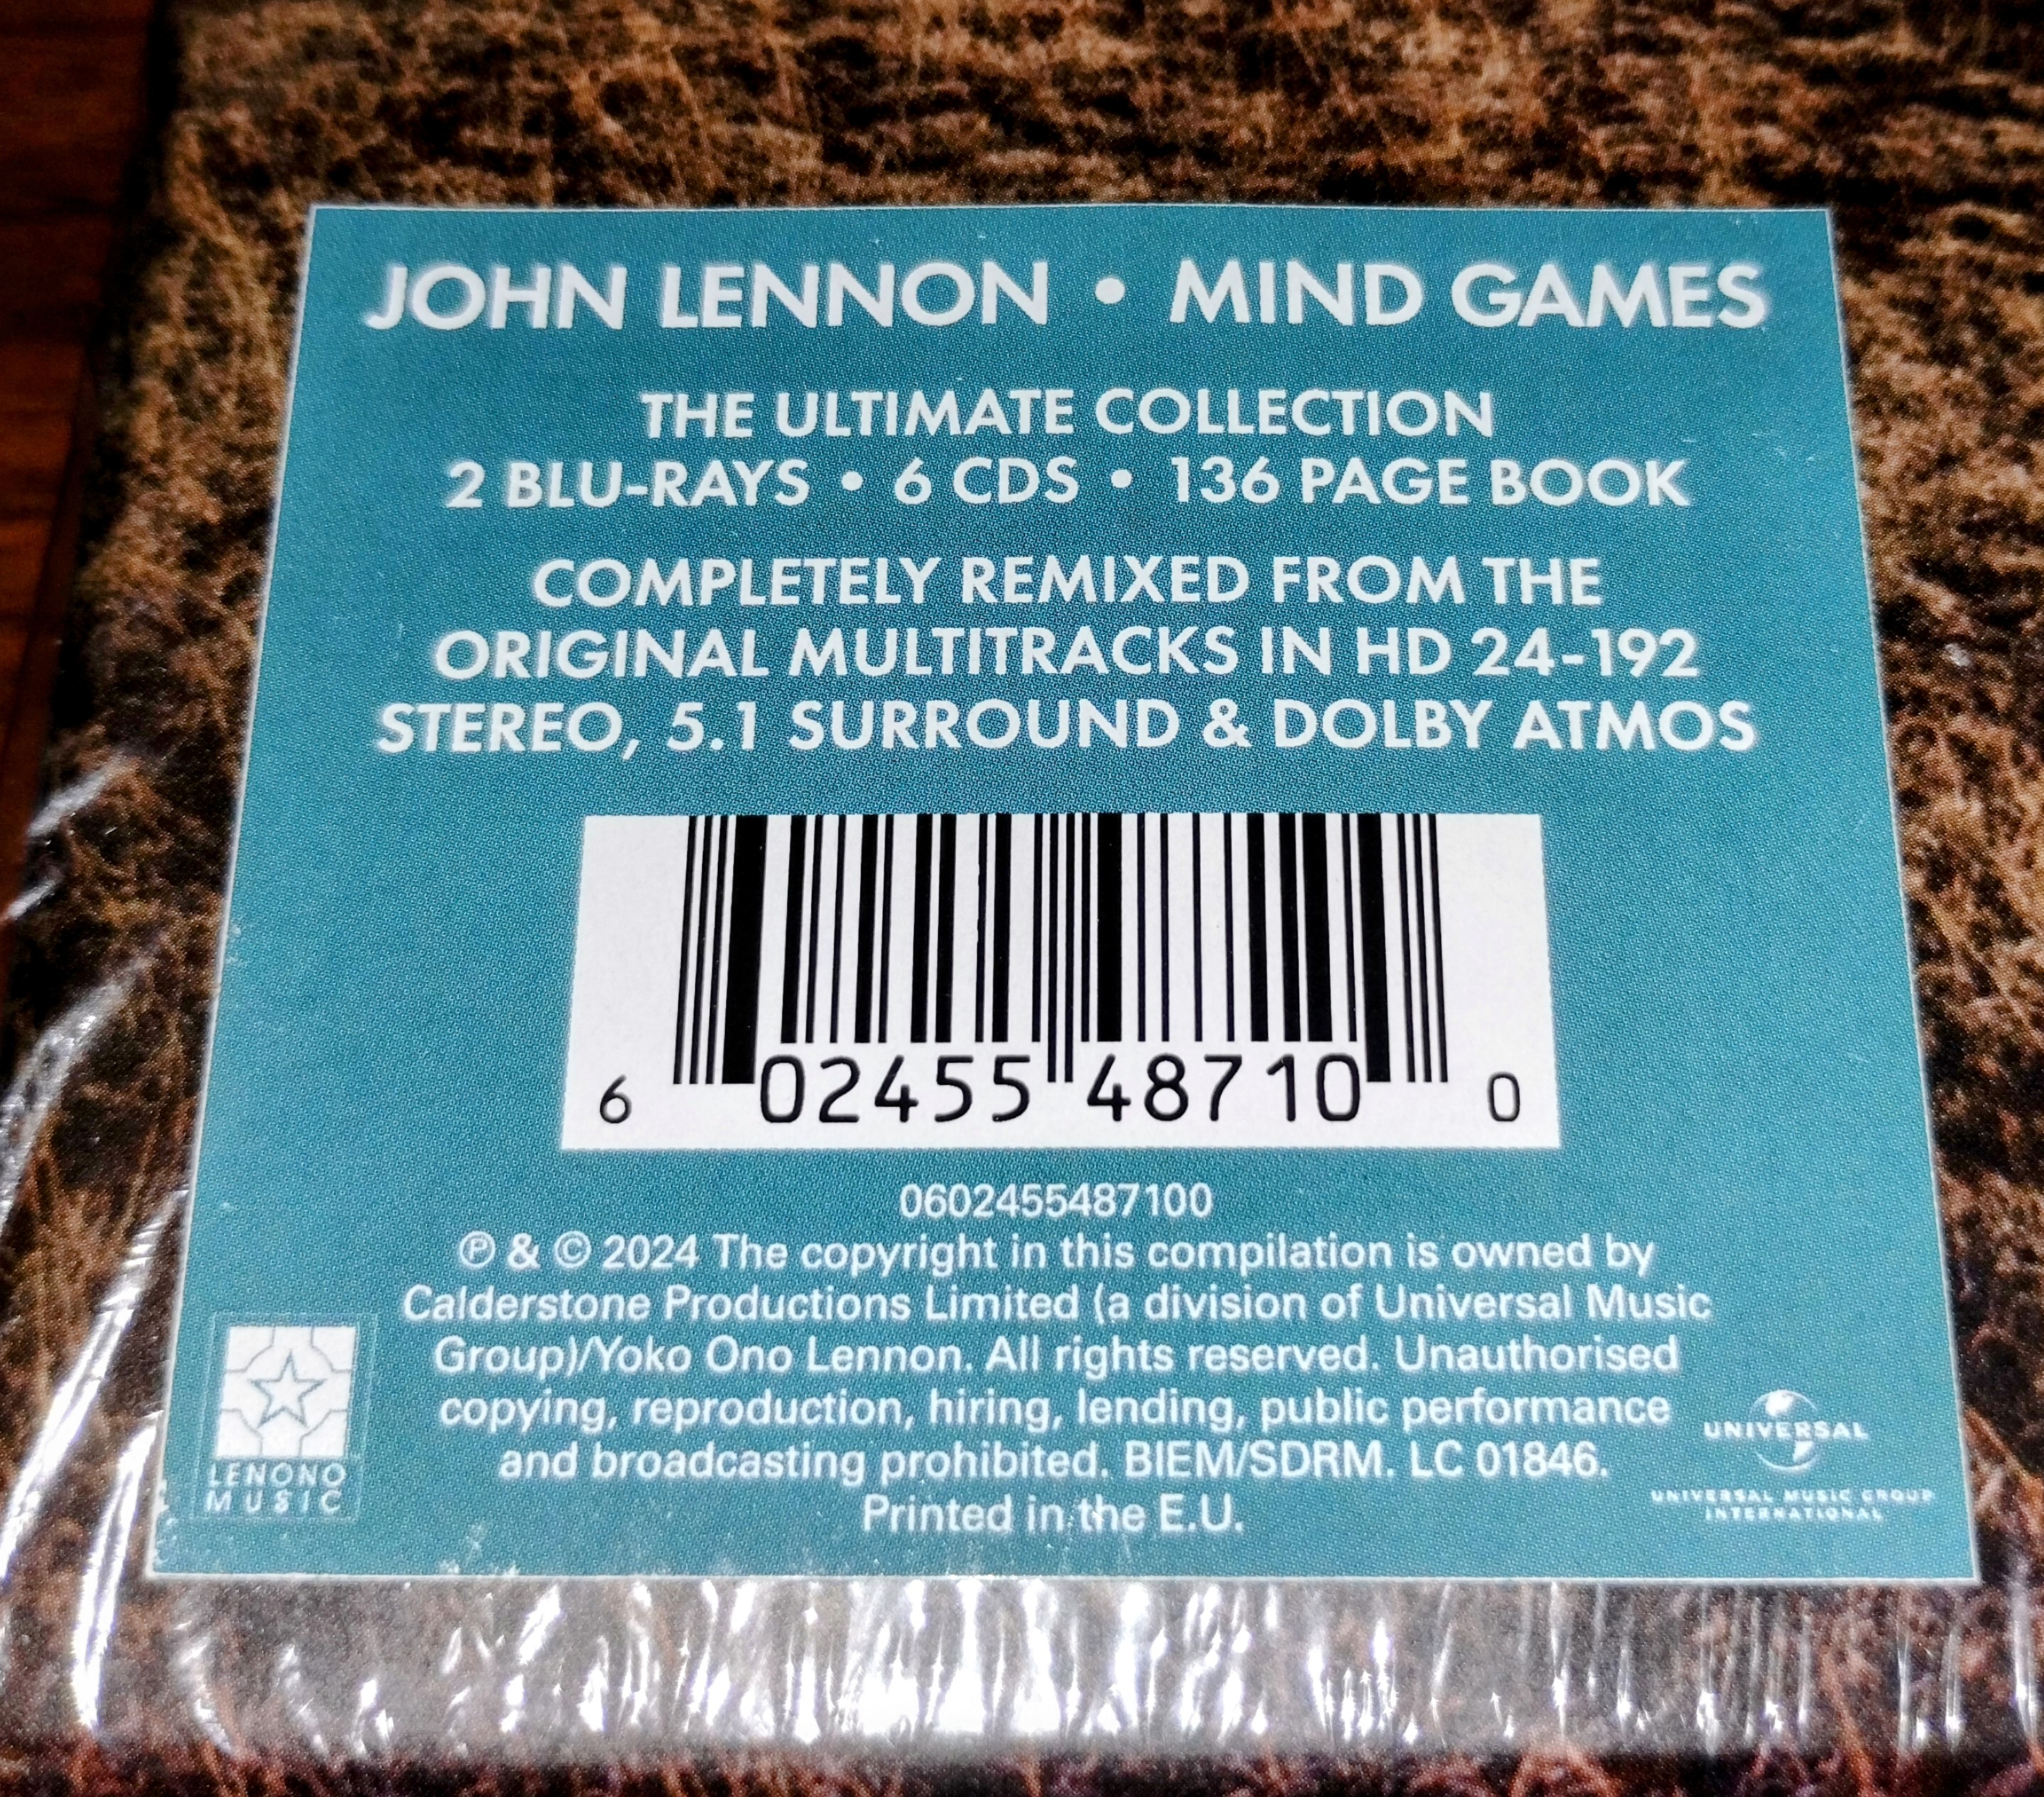 JOHN LENNON • MIND GAMES
THE ULTIMATE COLLECTION
2 BLU-RAYS • 6 CDS • 136 PAGE BOOK
COMPLETELY REMIXED FROM THE
ORIGINAL MULTITRACKS IN HD 24-192
STEREO, 5.1 SURROUND & DOLBY ATMOS
6 02455 48710 0
0602455487100
℗ & © 2024 The copyright in this compilation is owned by
Calderstone Productions Limited (a division of Universal Music
Group)/Yoko Ono Lennon. All rights reserved. Unauthorised
copying, reproduction, hiring, lending, public performance
and broadcasting prohibited. BIEM/SDRM. LC 01846.
Printed in the E.U.
LENONO
MUSIC
UNIVERSAL
UNIVERSAL MUSIC GROUP
INTERNATIONAL